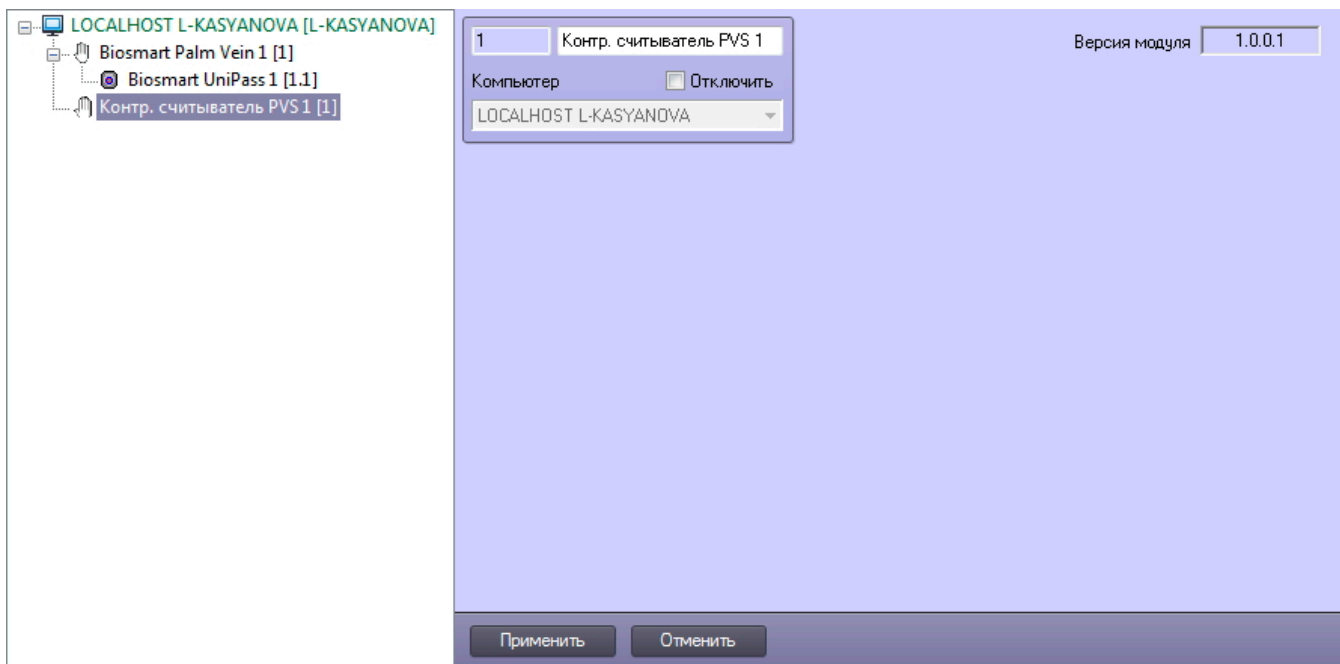 LOCALHOST L-KASYANOVA [L-KASYANOVA]
Biosmart Palm Vein 1 [1]
Biosmart UniPass 1 [1.1]
Контр. считыватель PVS 1 [1]
1 Контр. считыватель PVS 1
Компьютер Отключить
LOCALHOST L-KASYANOVA
Версия модуля 1.0.0.1
Применить Отменить